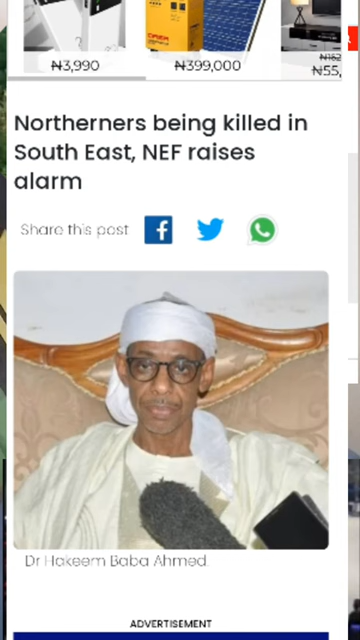 ₦3,990
₦399,000
₦162
₦55,
Northerners being killed in
South East, NEF raises
alarm
Share this post
Dr Hakeem Baba Ahmed.
ADVERTISEMENT